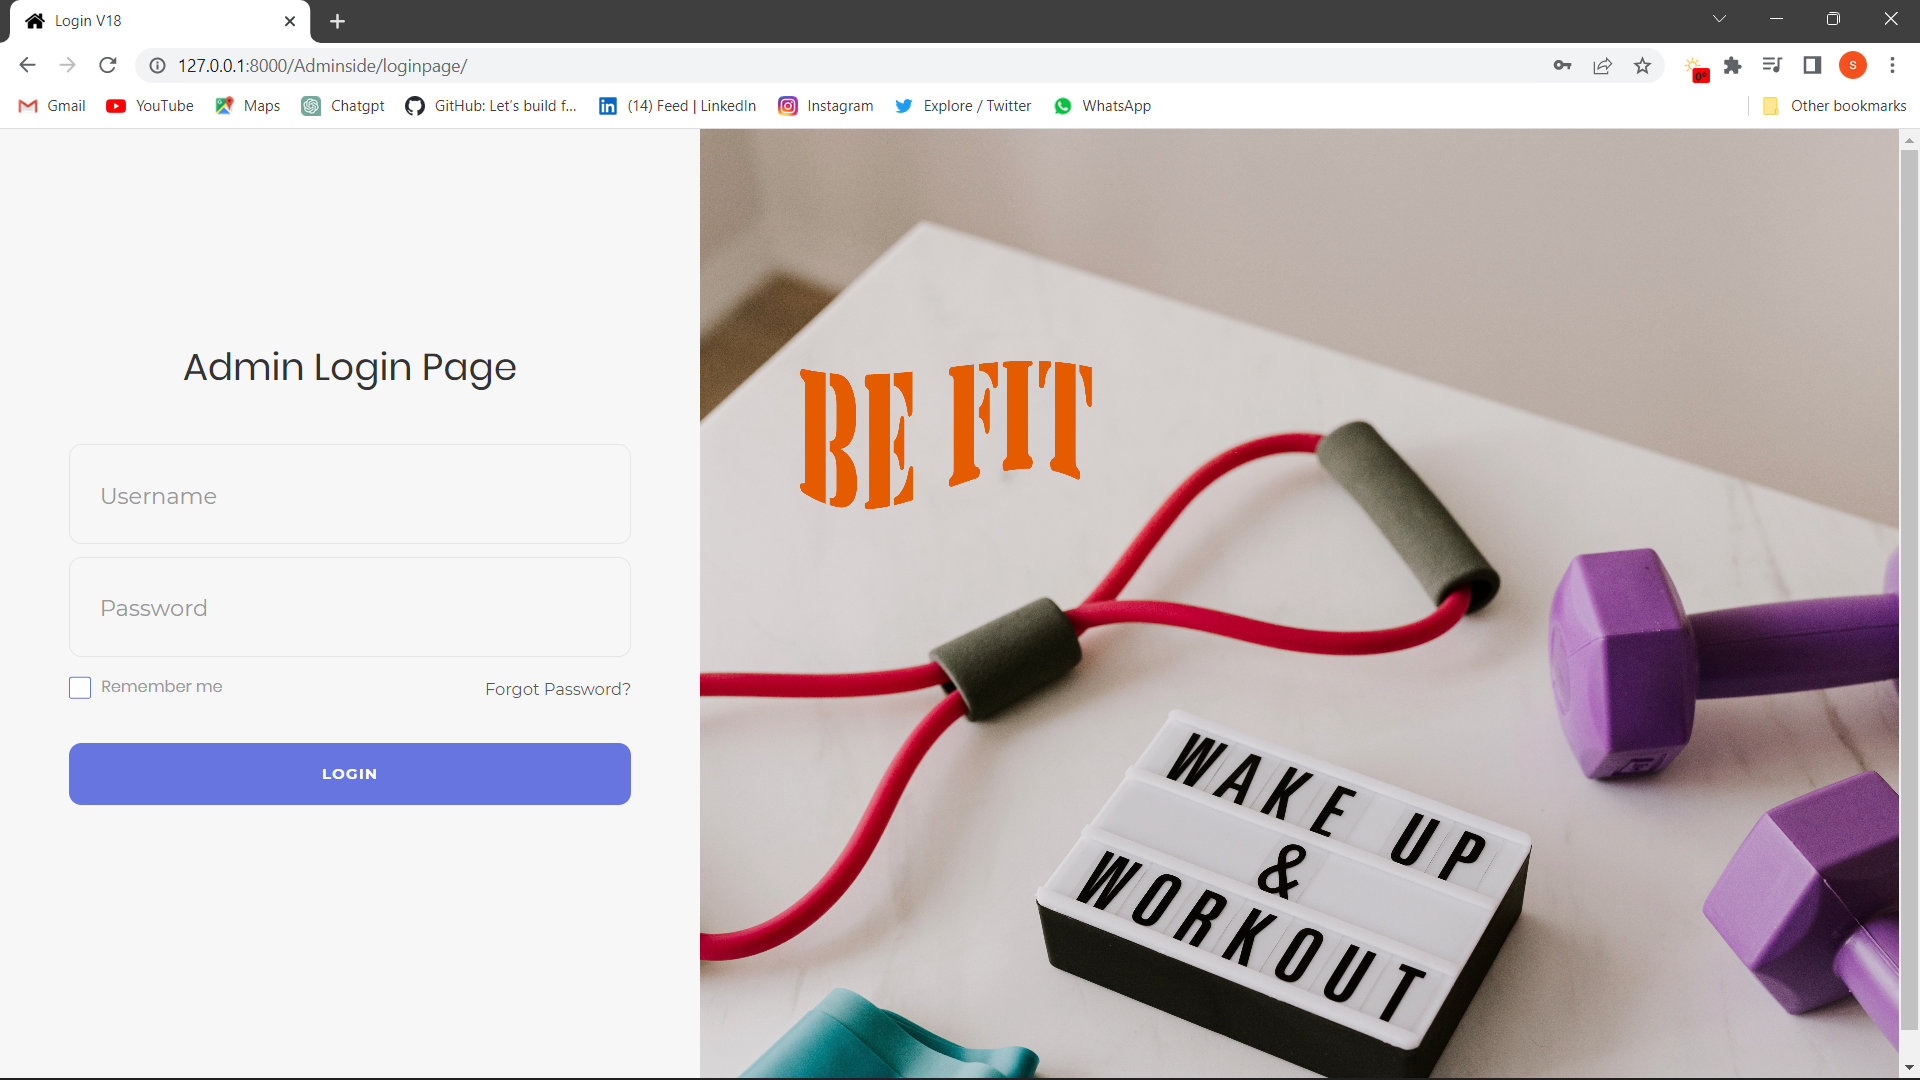 Login V18
127.0.0.1:8000/Adminside/loginpage/
0°
S
Gmail
YouTube
Maps
Chatgpt
GitHub: Let's build f...
(14) Feed | LinkedIn
Instagram
Explore / Twitter
WhatsApp
Other bookmarks
Admin Login Page
Username
Password
Remember me
Forgot Password?
LOGIN
BE FIT
WAKE UP
&
WORKOUT